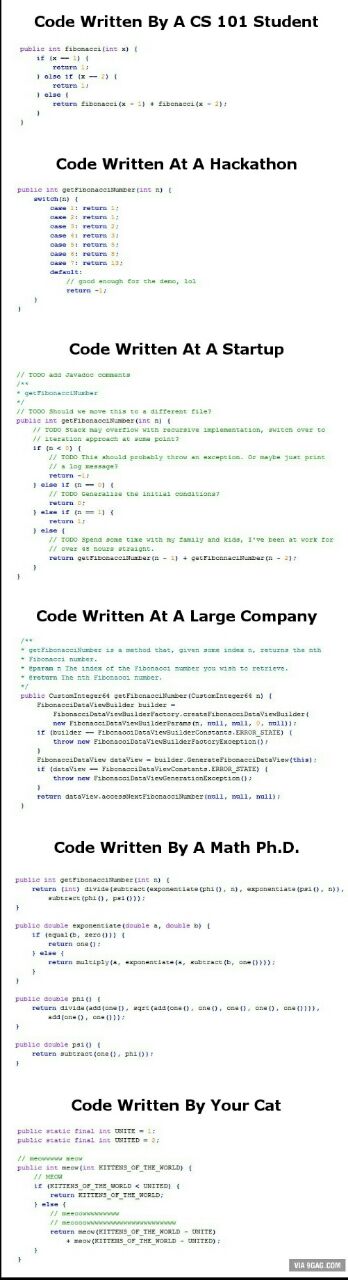 Code Written By A CS 101 Student
public int fibonacci(int x) {
if (x == 1) {
return 1;
} else if (x == 2) {
return 1;
} else {
return fibonacci(x - 1) + fibonacci(x - 2);
}
}
Code Written At A Hackathon
public int getFibonacciNumber(int n) {
switch(n) {
case 1: return 1;
case 2: return 1;
case 3: return 2;
case 4: return 3;
case 5: return 5;
case 6: return 8;
case 7: return 13;
default:
// good enough for the demo, lol
return -1;
}
}
Code Written At A Startup
// TODO add Javadoc comments
/**
* getFibonacciNumber
*/
// TODO Should we move this to a different file?
public int getFibonacciNumber(int n) {
// TODO Stack may overflow with recursive implementation, switch over to
// iteration approach at some point?
if (n < 0) {
// TODO This should probably throw an exception. Or maybe just print
// a log message?
return -1;
} else if (n == 0) {
// TODO Generalize the initial conditions?
return 0;
} else if (n == 1) {
return 1;
} else {
// TODO Spend some time with my family and kids, I've been at work for
// over 48 hours straight.
return getFibonacciNumber(n - 1) + getFibonnaciNumber(n - 2);
}
}
Code Written At A Large Company
/**
* getFibonacciNumber is a method that, given some index n, returns the nth
* Fibonacci number.
* @param n The index of the Fibonacci number you wish to retrieve.
* @return The nth Fibonacci number.
*/
public CustomInteger64 getFibonacciNumber(CustomInteger64 n) {
FibonacciDataViewBuilder builder =
FibonacciDataViewBuilderFactory.createFibonacciDataViewBuilder(
new FibonacciDataViewBuilderParams(n, null, null, 0, null));
if (builder == FibonacciDataViewBuilderConstants.ERROR_STATE) {
throw new FibonacciDataViewBuilderFactoryException();
}
FibonacciDataView dataView = builder.GenerateFibonacciDataView(this);
if (dataView == FibonacciDataViewConstants.ERROR_STATE) {
throw new FibonacciDataViewGenerationException();
}
return dataView.accessNextFibonacciNumber(null, null, null);
}
Code Written By A Math Ph.D.
public int getFibonacciNumber(int n) {
return (int) divide(subtract(exponentiate(phi(), n), exponentiate(psi(), n)),
subtract(phi(), psi()));
}
public double exponentiate(double a, double b) {
if (equal(b, zero())) {
return one();
} else {
return multiply(a, exponentiate(a, subtract(b, one())));
}
}
public double phi() {
return divide(add(one(), sqrt(add(one(), one(), one(), one(), one()))),
add(one(), one()));
}
public double psi() {
return subtract(one(), phi());
}
Code Written By Your Cat
public static final int UNITE = 1;
public static final int UNITED = 2;
// meowwwww meow
public int meow(int KITTENS_OF_THE_WORLD) {
// MEOW
if (KITTENS_OF_THE_WORLD < UNITED) {
return KITTENS_OF_THE_WORLD;
} else {
return meow(KITTENS_OF_THE_WORLD - UNITE)
+ meow(KITTENS_OF_THE_WORLD - UNITED);
}
}
VIA 9GAG.COM